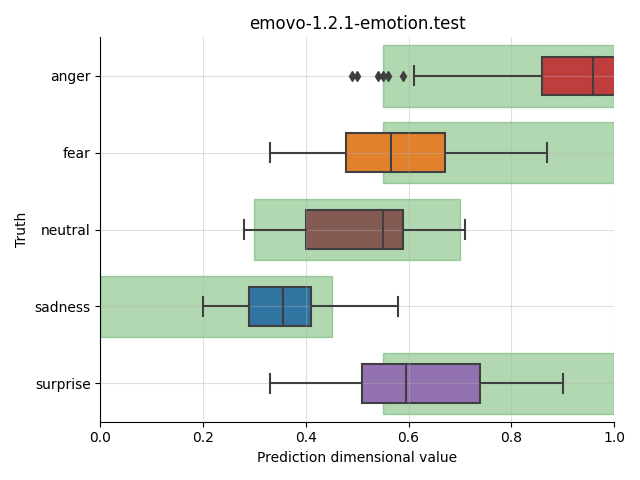 emovo-1.2.1-emotion.test
Truth
anger
fear
neutral
sadness
surprise
0.0 0.2 0.4 0.6 0.8 1.0
Prediction dimensional value